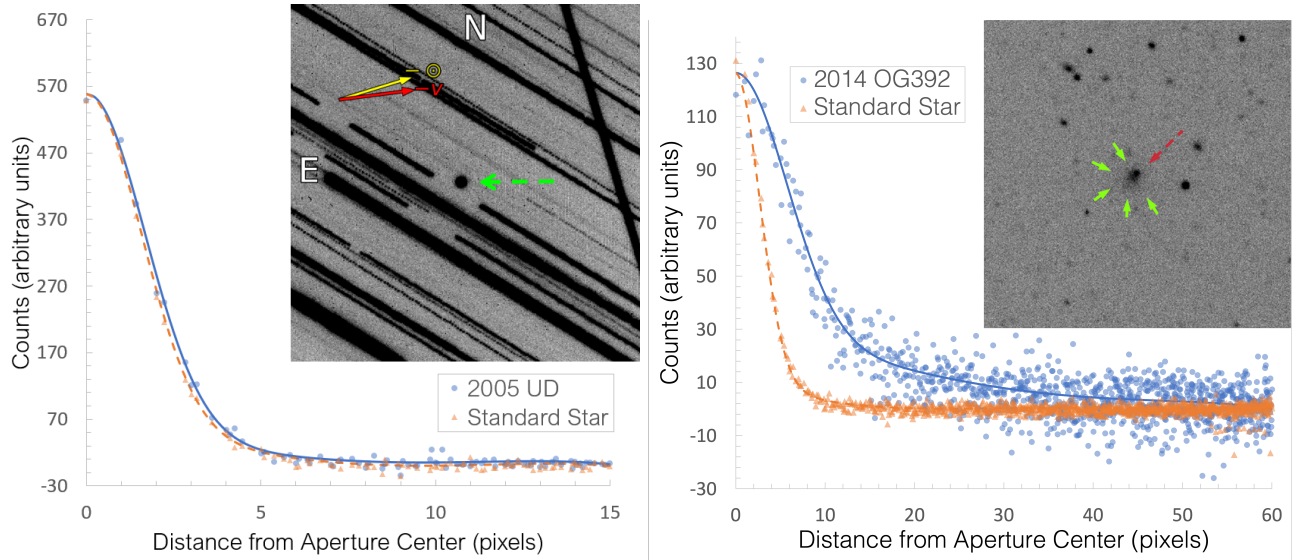 670
570
470
370
270
170
70
-30
0
5
10
15
Counts (arbitrary units)
Distance from Aperture Center (pixels)
N
E
-v
2005 UD
Standard Star
130
110
90
70
50
30
10
-10
-30
0
10
20
30
40
50
60
Counts (arbitrary units)
Distance from Aperture Center (pixels)
2014 OG392
Standard Star